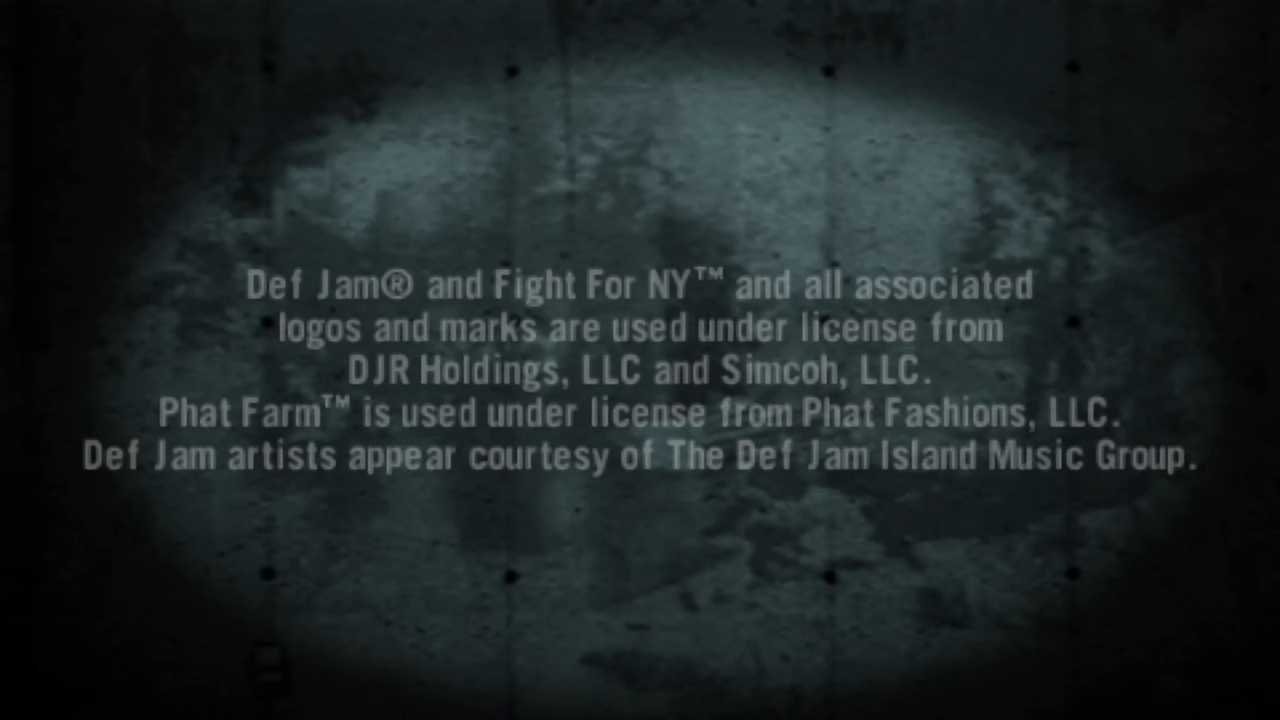 Def Jam® and Fight For NY™ and all associated
logos and marks are used under license from
DJR Holdings, LLC and Simcoh, LLC.
Phat Farm™ is used under license from Phat Fashions, LLC.
Def Jam artists appear courtesy of The Def Jam Island Music Group.